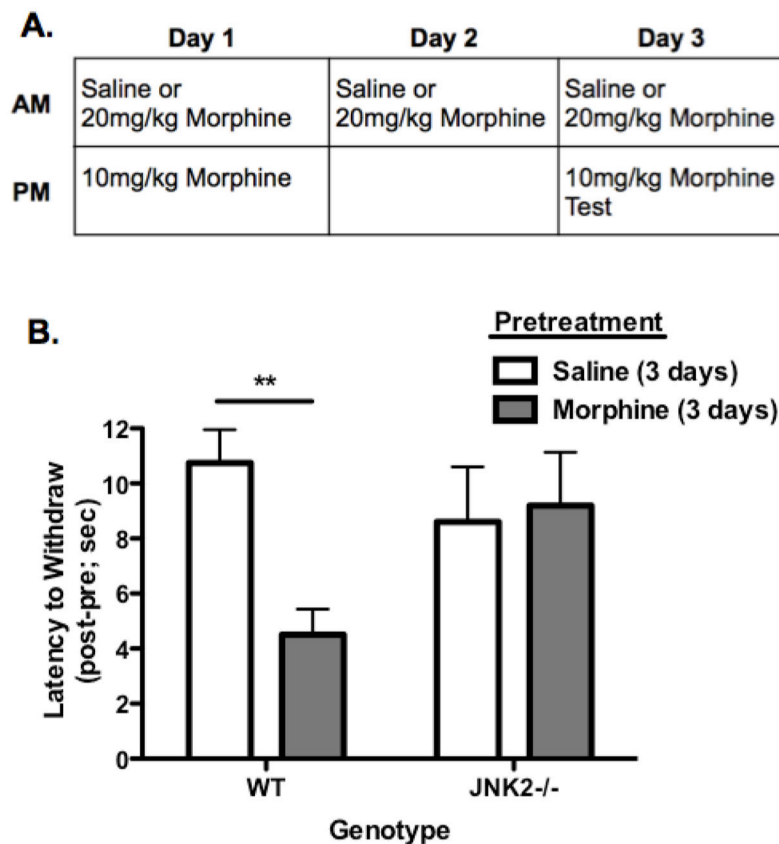 A.
Day 1 Day 2 Day 3
AM
Saline or
20mg/kg Morphine
Saline or
20mg/kg Morphine
Saline or
20mg/kg Morphine
PM
10mg/kg Morphine
10mg/kg Morphine
Test
B.
Pretreatment
Saline (3 days)
Morphine (3 days)
**
12
10
8
6
4
2
0
Latency to Withdraw
(post-pre; sec)
WT JNK2-/-
Genotype